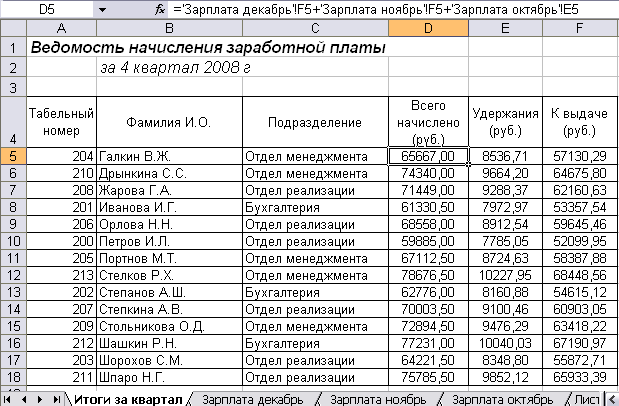 D5 fx ='Зарплата декабрь'!F5+'Зарплата ноябрь'!F5+'Зарплата октябрь'!E5
A B C D E F
1 Ведомость начисления заработной платы
2 за 4 квартал 2008 г
3
4 Табельный номер Фамилия И.О. Подразделение Всего начислено (руб.) Удержания (руб.) К выдаче (руб.)
5 204 Галкин В.Ж. Отдел менеджмента 65667,00 8536,71 57130,29
6 210 Дрынкина С.С. Отдел менеджмента 74340,00 9664,20 64675,80
7 208 Жарова Г.А. Отдел реализации 71449,00 9288,37 62160,63
8 201 Иванова И.Г. Бухгалтерия 61330,50 7972,97 53357,54
9 206 Орлова Н.Н. Отдел реализации 68558,00 8912,54 59645,46
10 200 Петров И.Л. Отдел реализации 59885,00 7785,05 52099,95
11 205 Портнов М.Т. Отдел менеджмента 67112,50 8724,63 58387,88
12 213 Стелков Р.Х. Отдел менеджмента 78676,50 10227,95 68448,56
13 202 Степанов А.Ш. Бухгалтерия 62776,00 8160,88 54615,12
14 207 Степкина А.В. Отдел реализации 70003,50 9100,46 60903,05
15 209 Стольникова О.Д. Отдел менеджмента 72894,50 9476,29 63418,22
16 212 Шашкин Р.Н. Бухгалтерия 77231,00 10040,03 67190,97
17 203 Шорохов С.М. Отдел реализации 64221,50 8348,80 55872,71
18 211 Шпаро Н.Г. Отдел реализации 75785,50 9852,12 65933,39
Итоги за квартал Зарплата декабрь Зарплата ноябрь Зарплата октябрь Лист